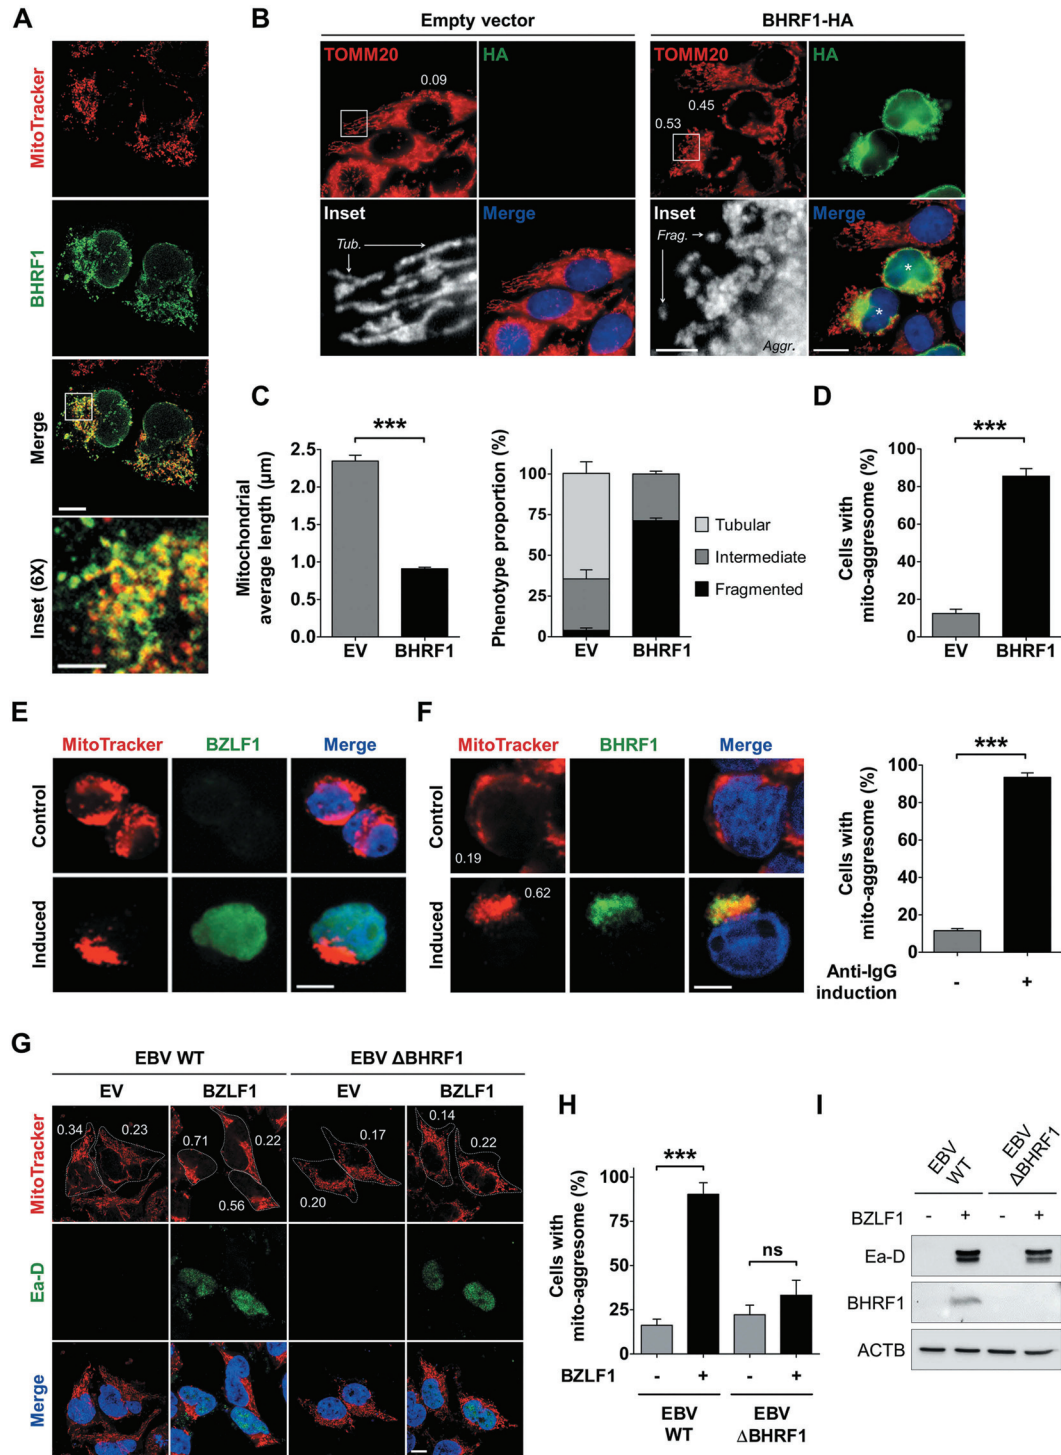 A
MitoTracker
BHRF1
Merge
Inset (6X)
B
Empty vector
BHRF1-HA
TOMM20
HA
0.09
TOMM20
HA
0.45
0.53
Inset
Tub.
Merge
Inset
Frag.
Aggr.
Merge
*
*
C
Mitochondrial
average length (µm)
2.5
2.0
1.5
1.0
0.5
0.0
***
EV
BHRF1
Phenotype proportion (%)
100
75
50
25
0
EV
BHRF1
Tubular
Intermediate
Fragmented
D
Cells with
mito-aggresome (%)
100
80
60
40
20
0
***
EV
BHRF1
E
MitoTracker
BZLF1
Merge
Control
Induced
F
MitoTracker
BHRF1
Merge
Control
0.19
Induced
0.62
Cells with
mito-aggresome (%)
100
80
60
40
20
0
***
Anti-IgG
induction
-
+
G
EBV WT
EBV ΔBHRF1
EV
BZLF1
EV
BZLF1
MitoTracker
0.34
0.23
0.71
0.22
0.56
0.17
0.20
0.14
0.22
Ea-D
Merge
H
Cells with
mito-aggresome (%)
100
75
50
25
0
***
ns
BZLF1
-
+
-
+
EBV
WT
EBV
ΔBHRF1
I
EBV
WT
EBV
ΔBHRF1
BZLF1
-
+
-
+
Ea-D
BHRF1
ACTB